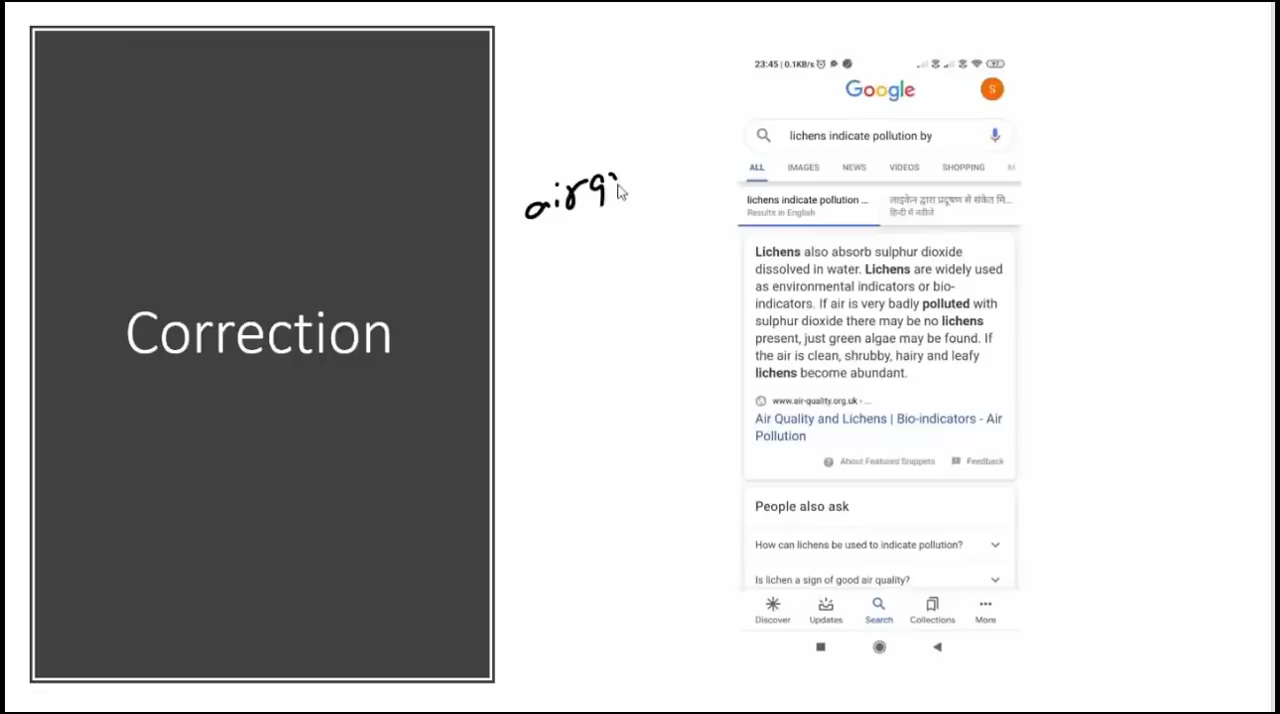 Correction
air
23:45 | 0.1KB/s
97
Google
S
lichens indicate pollution by
ALL IMAGES NEWS VIDEOS SHOPPING M
lichens indicate pollution ...
Results in English
लाइकेन द्वारा प्रदूषण से संकेत मि...
हिन्दी में नतीजे
Lichens also absorb sulphur dioxide
dissolved in water. Lichens are widely used
as environmental indicators or bio-
indicators. If air is very badly polluted with
sulphur dioxide there may be no lichens
present, just green algae may be found. If
the air is clean, shrubby, hairy and leafy
lichens become abundant.
www.air-quality.org.uk › ...
Air Quality and Lichens | Bio-indicators - Air
Pollution
About Featured Snippets Feedback
People also ask
How can lichens be used to indicate pollution?
Is lichen a sign of good air quality?
Discover Updates Search Collections More